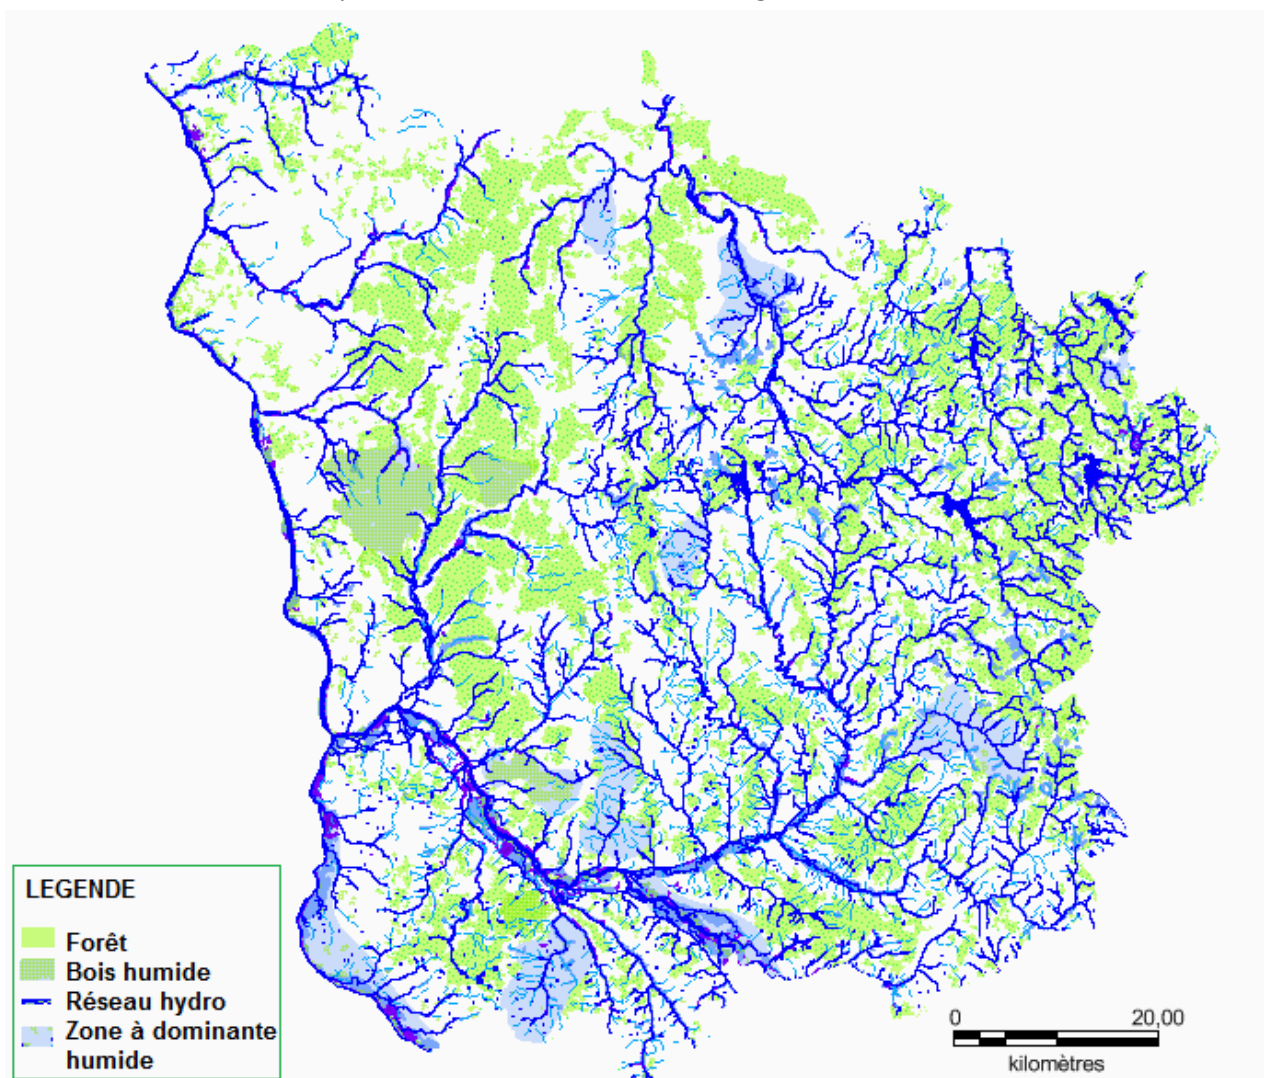 LEGENDE
Forêt
Bois humide
Réseau hydro
Zone à dominante
humide
0 20,00
kilomètres